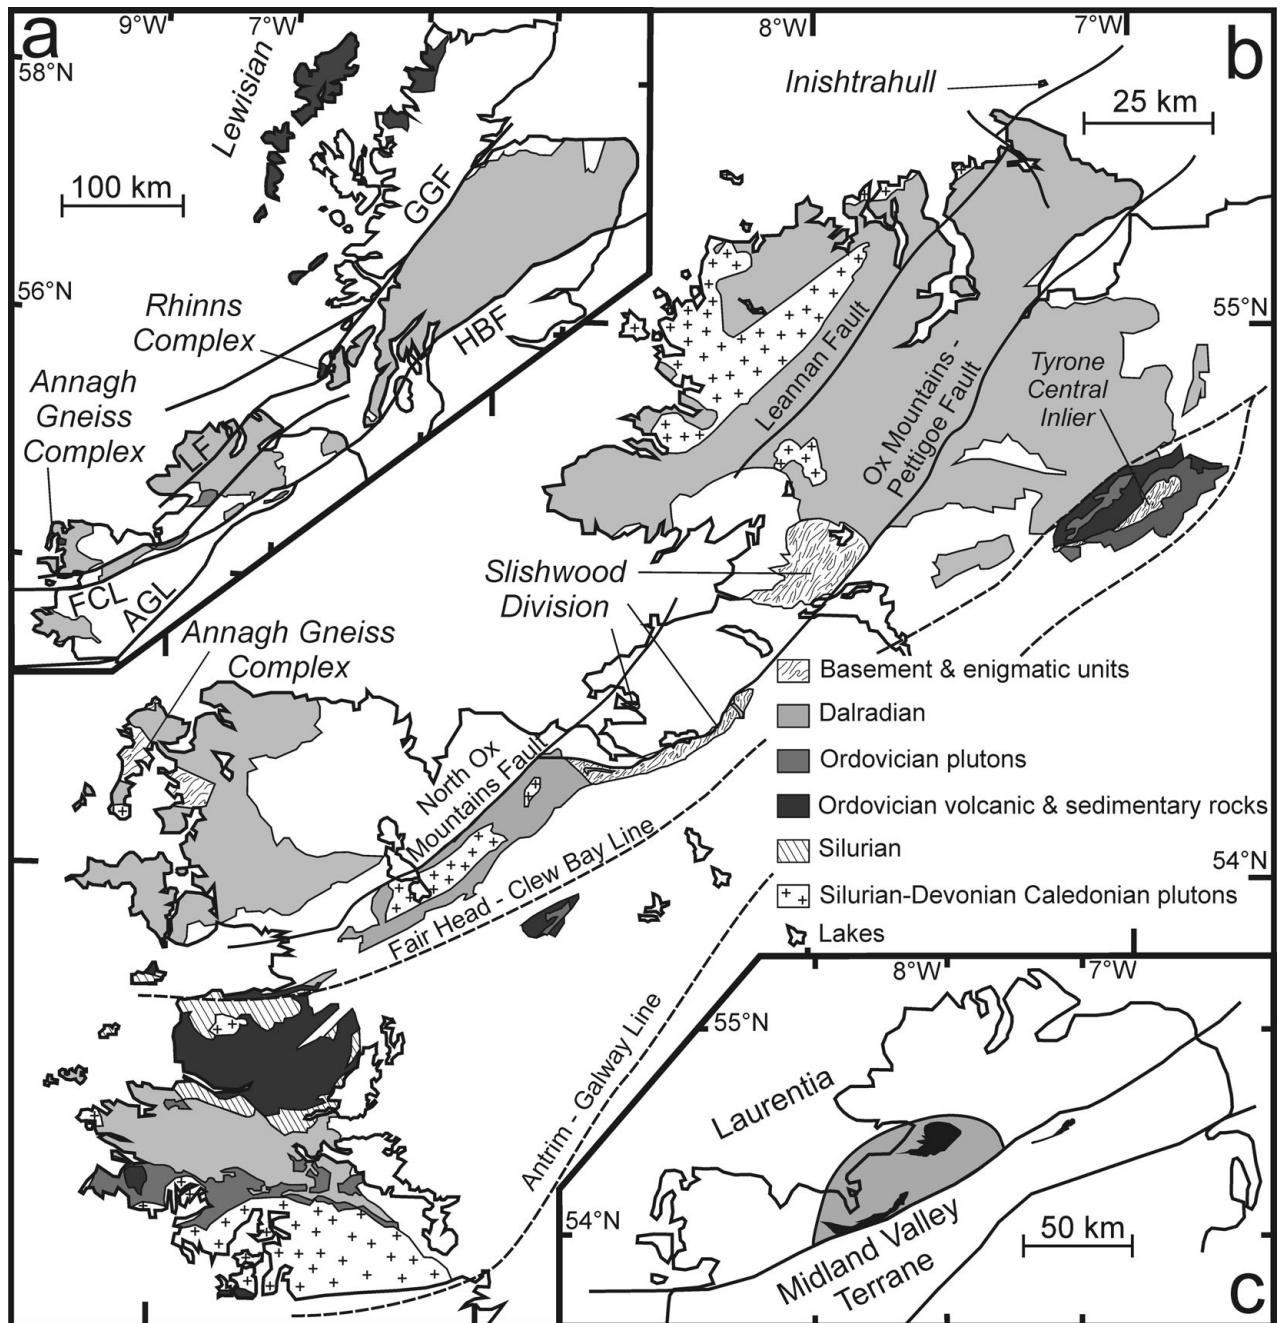 a
9°W
7°W
58°N
Lewisian
100 km
GGF
56°N
Rhinns
Complex
HBF
Annagh
Gneiss
Complex
LF
FCL
AGL
b
8°W
7°W
Inishtrahull
25 km
55°N
Leannan Fault
Ox Mountains -
Pettigoe Fault
Tyrone
Central
Inlier
Slishwood
Division
Annagh Gneiss
Complex
North Ox
Mountains Fault
Fair Head - Clew Bay Line
Antrim - Galway Line
Basement & enigmatic units
Dalradian
Ordovician plutons
Ordovician volcanic & sedimentary rocks
Silurian
Silurian-Devonian Caledonian plutons
Lakes
54°N
8°W
7°W
55°N
Laurentia
54°N
Midland Valley
Terrane
50 km
c